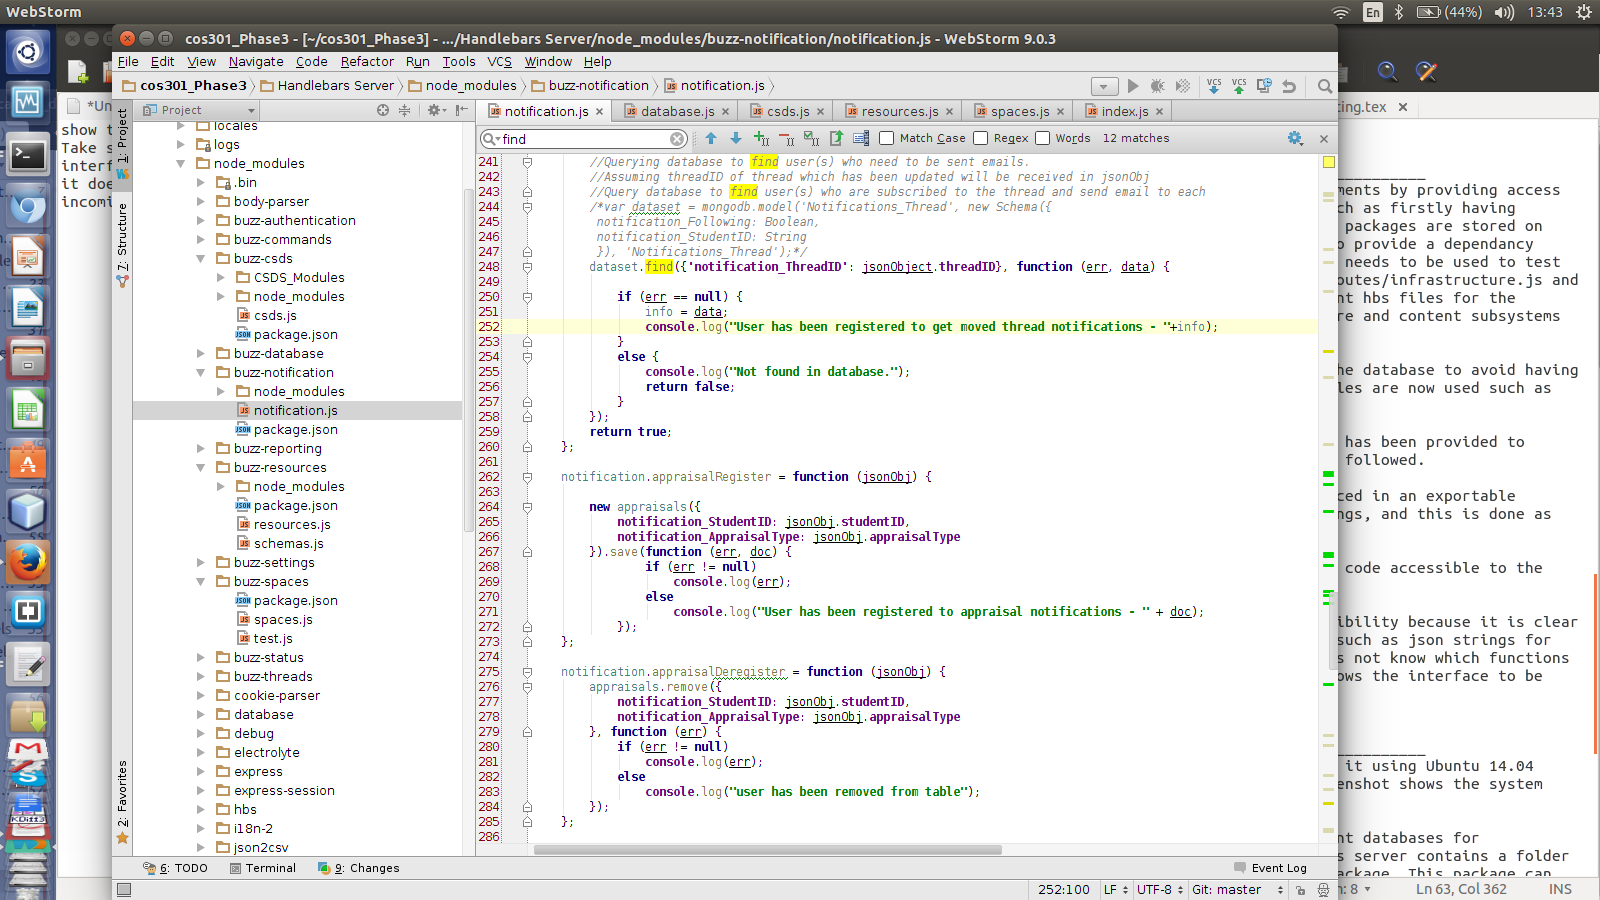 WebStorm
En
(44%)
13:43
cos301_Phase3 - [~/cos301_Phase3] - .../Handlebars Server/node_modules/buzz-notification/notification.js - WebStorm 9.0.3
File Edit View Navigate Code Refactor Run Tools VCS Window Help
cos301_Phase3 Handlebars Server node_modules buzz-notification notification.js
VCS VCS
*Un
Project
notification.js database.js csds.js resources.js spaces.js index.js
ing.tex
find
Match Case Regex Words 12 matches
1: Project
7: Structure
2: Favorites
show t
Take s
interf
it doe
incomi
locales
logs
node_modules
.bin
body-parser
buzz-authentication
buzz-commands
buzz-csds
CSDS_Modules
node_modules
csds.js
package.json
buzz-database
buzz-notification
node_modules
notification.js
package.json
buzz-reporting
buzz-resources
node_modules
package.json
resources.js
schemas.js
buzz-settings
buzz-spaces
package.json
spaces.js
test.js
buzz-status
buzz-threads
cookie-parser
database
debug
electrolyte
express
express-session
hbs
i18n-2
json2csv
241 //Querying database to find user(s) who need to be sent emails.
242 //Assuming threadID of thread which has been updated will be received in jsonObj
243 //Query database to find user(s) who are subscribed to the thread and send email to each
244 /*var dataset = mongodb.model('Notifications_Thread', new Schema({
245 notification_Following: Boolean,
246 notification_StudentID: String
247 }), 'Notifications_Thread');*/
248 dataset.find({'notification_ThreadID': jsonObject.threadID}, function (err, data) {
249
250 if (err == null) {
251 info = data;
252 console.log("User has been registered to get moved thread notifications - "+info);
253 }
254 else {
255 console.log("Not found in database.");
256 return false;
257 }
258 });
259 return true;
260 };
261
262 notification.appraisalRegister = function (jsonObj) {
263
264 new appraisals({
265 notification_StudentID: jsonObj.studentID,
266 notification_AppraisalType: jsonObj.appraisalType
267 }).save(function (err, doc) {
268 if (err != null)
269 console.log(err);
270 else
271 console.log("User has been registered to appraisal notifications - " + doc);
272 });
273 };
274
275 notification.appraisalDeregister = function (jsonObj) {
276 appraisals.remove({
277 notification_StudentID: jsonObj.studentID,
278 notification_AppraisalType: jsonObj.appraisalType
279 }, function (err) {
280 if (err != null)
281 console.log(err);
282 else
283 console.log("user has been removed from table");
284 });
285 };
286
ments by providing access
ch as firstly having
packages are stored on
o provide a dependancy
needs to be used to test
outes/infrastructure.js and
nt hbs files for the
re and content subsystems
he database to avoid having
les are now used such as
has been provided to
followed.
ced in an exportable
ngs, and this is done as
code accessible to the
ibility because it is clear
such as json strings for
s not know which functions
ows the interface to be
it using Ubuntu 14.04
enshot shows the system
nt databases for
s server contains a folder
ackage. This package can
6: TODO Terminal 9: Changes Event Log
252:100 LF UTF-8 Git: master
h: 8 Ln 63, Col 362 INS
KDiff3